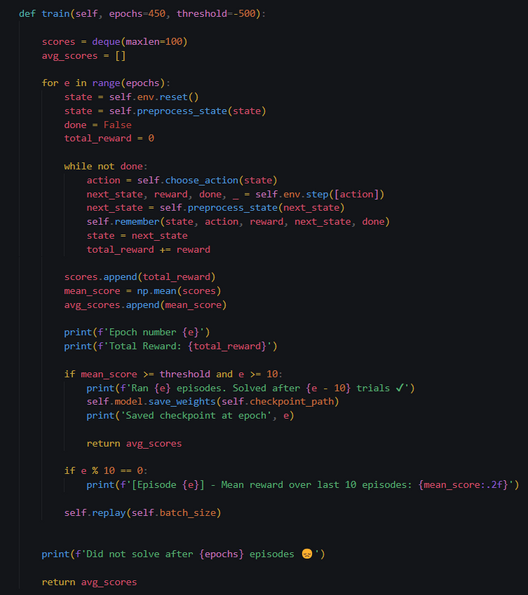 def train(self, epochs=450, threshold=-500):
scores = deque(maxlen=100)
avg_scores = []
for e in range(epochs):
state = self.env.reset()
state = self.preprocess_state(state)
done = False
total_reward = 0
while not done:
action = self.choose_action(state)
next_state, reward, done, _ = self.env.step([action])
next_state = self.preprocess_state(next_state)
self.remember(state, action, reward, next_state, done)
state = next_state
total_reward += reward
scores.append(total_reward)
mean_score = np.mean(scores)
avg_scores.append(mean_score)
print(f'Epoch number {e}')
print(f'Total Reward: {total_reward}')
if mean_score >= threshold and e >= 10:
print(f'Ran {e} episodes. Solved after {e - 10} trials ✓')
self.model.save_weights(self.checkpoint_path)
print('Saved checkpoint at epoch', e)
return avg_scores
if e % 10 == 0:
print(f'[Episode {e}] - Mean reward over last 10 episodes: {mean_score:.2f}')
self.replay(self.batch_size)
print(f'Did not solve after {epochs} episodes 😞')
return avg_scores